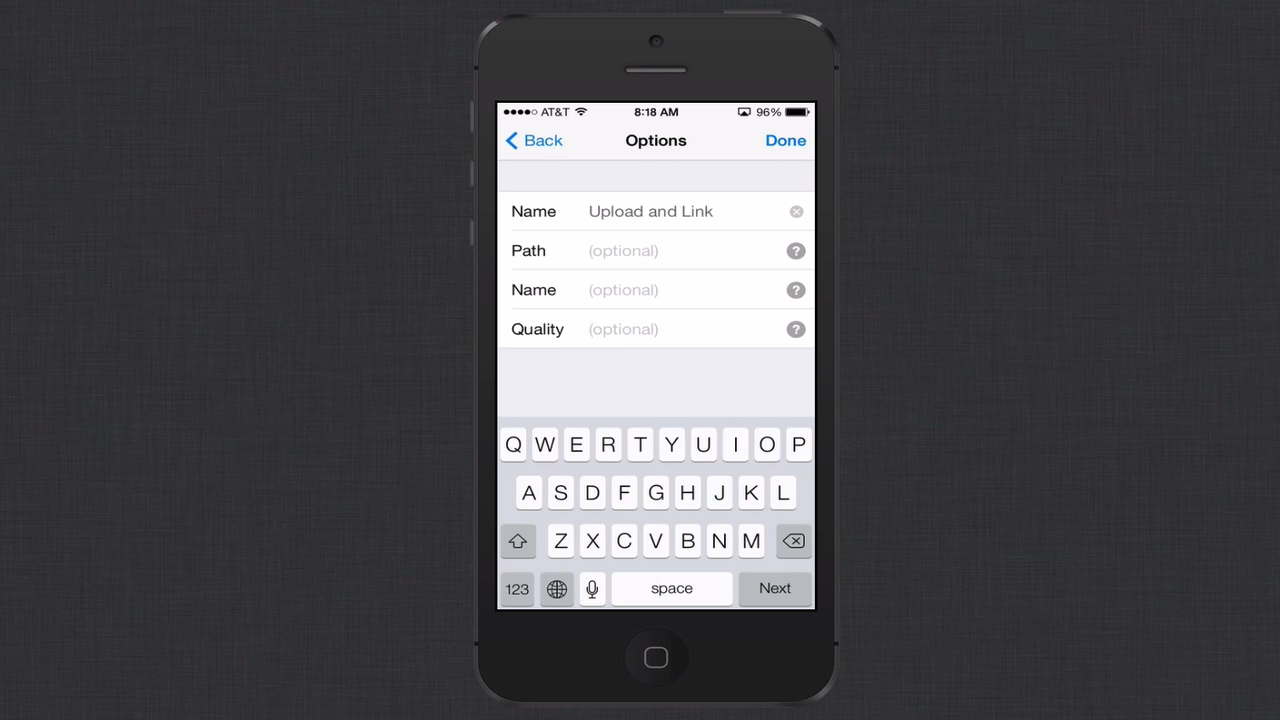 AT&T 8:18 AM 96%
Back Options Done
Name Upload and Link
Path (optional) ?
Name (optional) ?
Quality (optional) ?
Q W E R T Y U I O P
A S D F G H J K L
Z X C V B N M
123 space Next